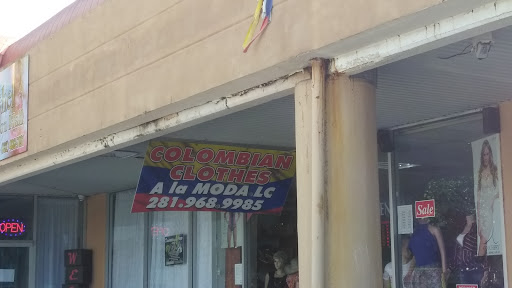 COLOMBIAN
CLOTHES
A la MODA LC
281.968.9985
OPEN
Sale